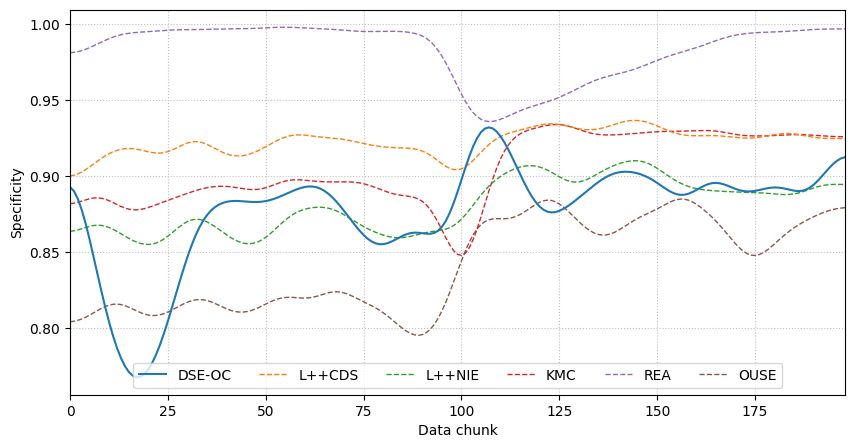 1.00
0.95
0.90
0.85
0.80
Specificity
DSE-OC L++CDS L++NIE KMC REA OUSE
0 25 50 75 100 125 150 175
Data chunk